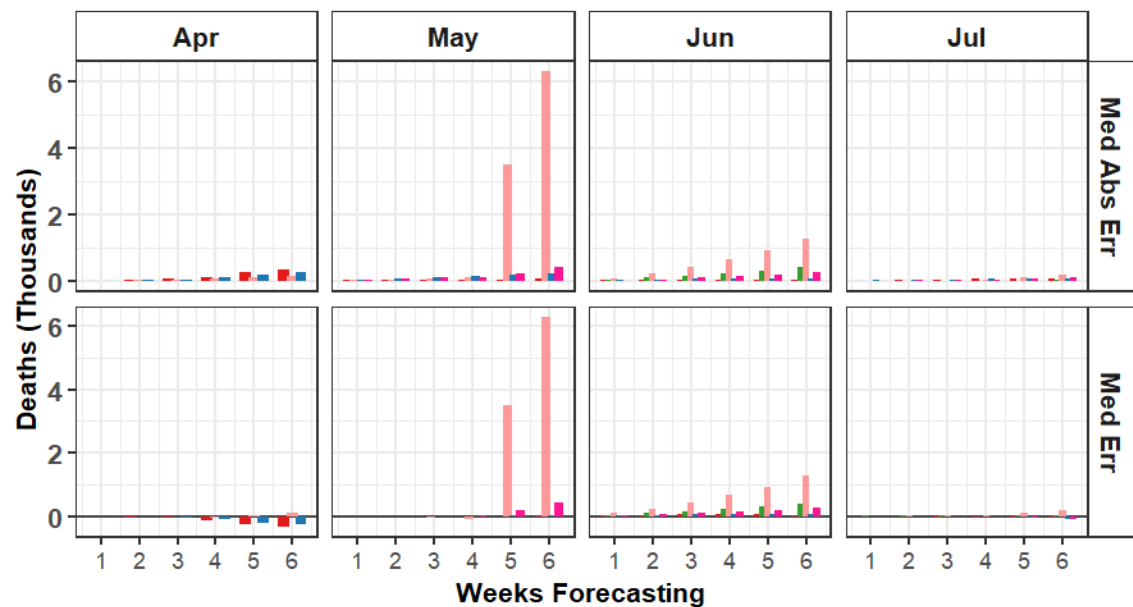 Apr May Jun Jul
6
4
2
0
Med Abs Err
6
4
2
0
Med Err
Deaths (Thousands)
1 2 3 4 5 6 1 2 3 4 5 6 1 2 3 4 5 6 1 2 3 4 5 6
Weeks Forecasting